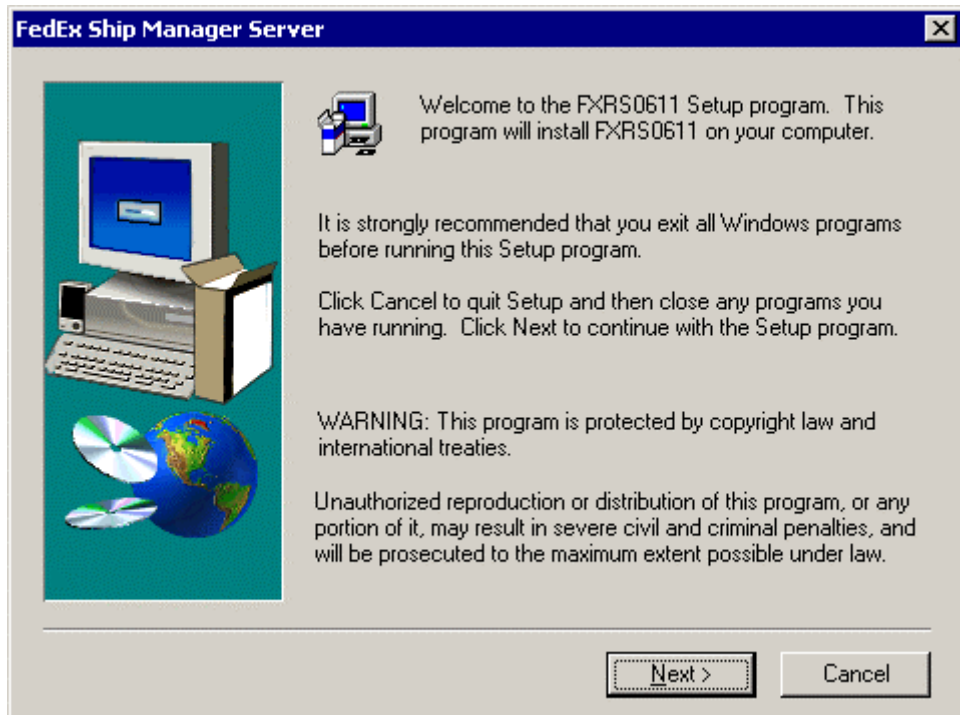 FedEx Ship Manager Server
Welcome to the FXRS0611 Setup program.  This
program will install FXRS0611 on your computer.
It is strongly recommended that you exit all Windows programs
before running this Setup program.
Click Cancel to quit Setup and then close any programs you
have running.  Click Next to continue with the Setup program.
WARNING: This program is protected by copyright law and
international treaties.
Unauthorized reproduction or distribution of this program, or any
portion of it, may result in severe civil and criminal penalties, and
will be prosecuted to the maximum extent possible under law.
Next >
Cancel